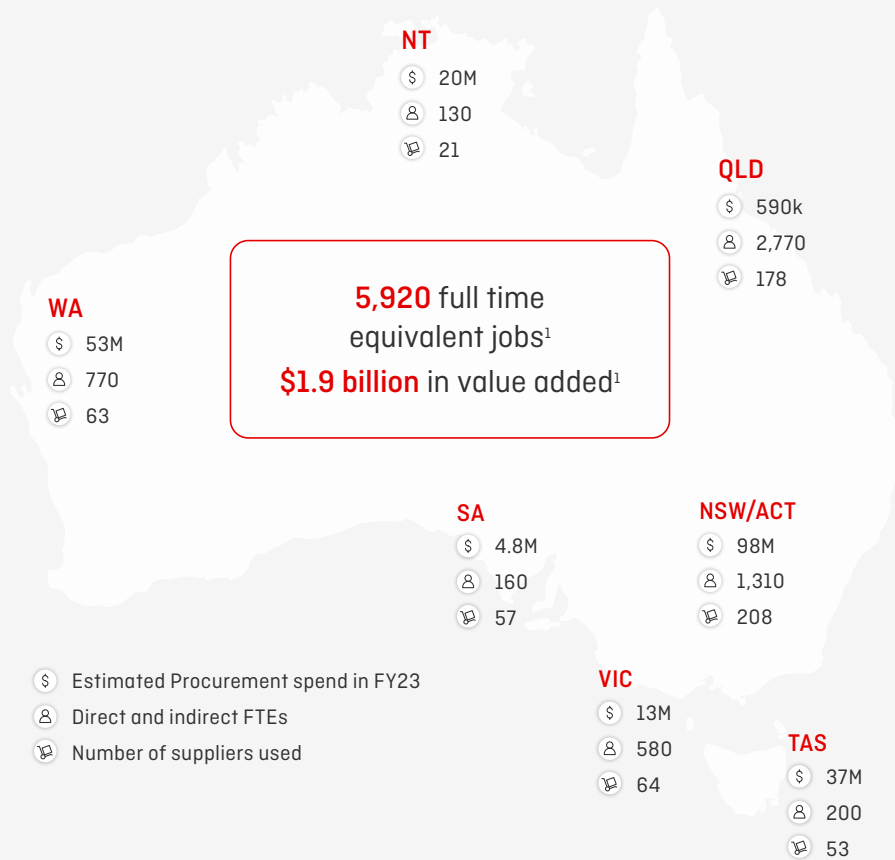 NT
20M
130
21
QLD
590k
2,770
178
WA
53M
770
63
5,920 full time
equivalent jobs¹
$1.9 billion in value added¹
SA
4.8M
160
57
NSW/ACT
98M
1,310
208
$ Estimated Procurement spend in FY23
Direct and indirect FTEs
Number of suppliers used
VIC
13M
580
64
TAS
37M
200
53